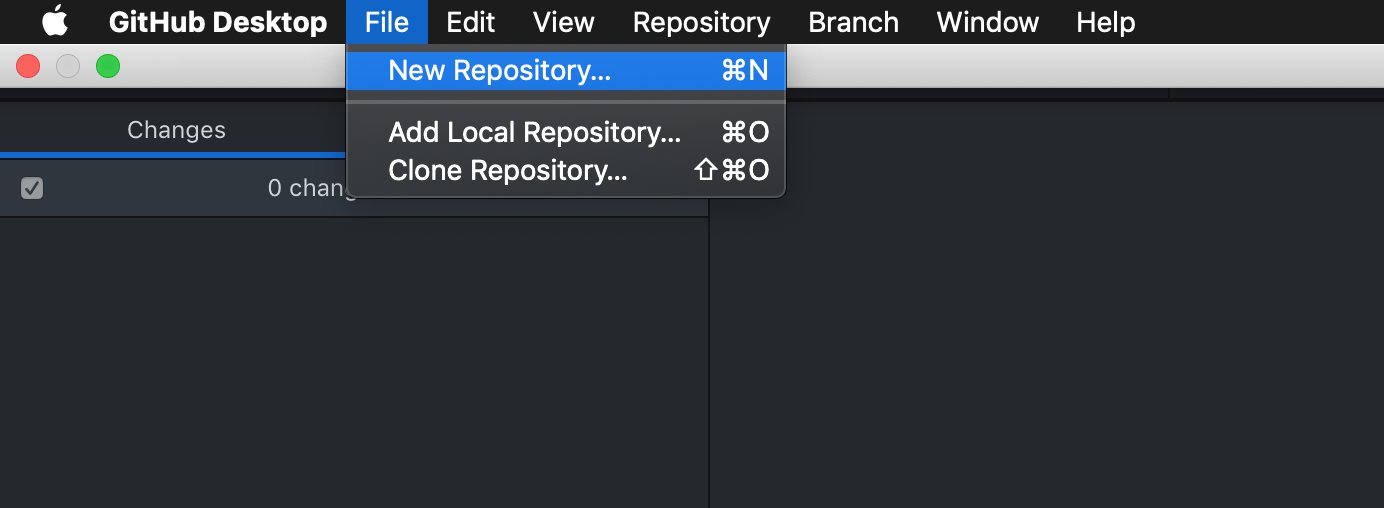 GitHub Desktop File Edit View Repository Branch Window Help
New Repository... ⌘N
Add Local Repository... ⌘O
Clone Repository... ⇧⌘O
Changes
0 chang